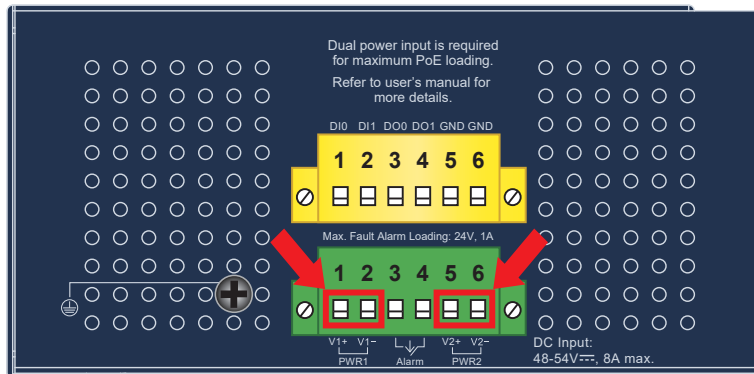 Dual power input is required
for maximum PoE loading.
Refer to user's manual for
more details.
DI0 DI1 DO0 DO1 GND GND
1 2 3 4 5 6
Max. Fault Alarm Loading: 24V, 1A
1 2 3 4 5 6
V1+ V1− V2+ V2−
PWR1 Alarm PWR2
DC Input:
48-54V⎓, 8A max.